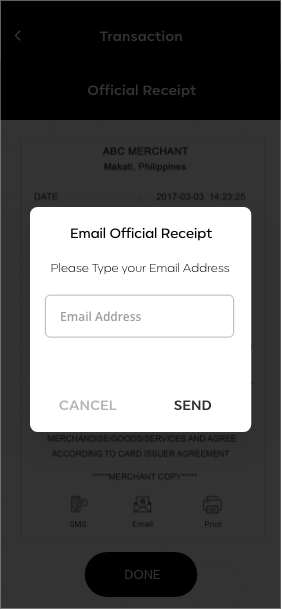 Transaction
Official Receipt
ABC MERCHANT
Makati, Philippines
DATE : 2017-03-03 14:23:25
Email Official Receipt
Please Type your Email Address
Email Address
CANCEL SEND
MERCHANDISE/GOODS/SERVICES AND AGREE
ACCORDING TO CARD ISSUER AGREEMENT
*****MERCHANT COPY*****
SMS Email Print
DONE